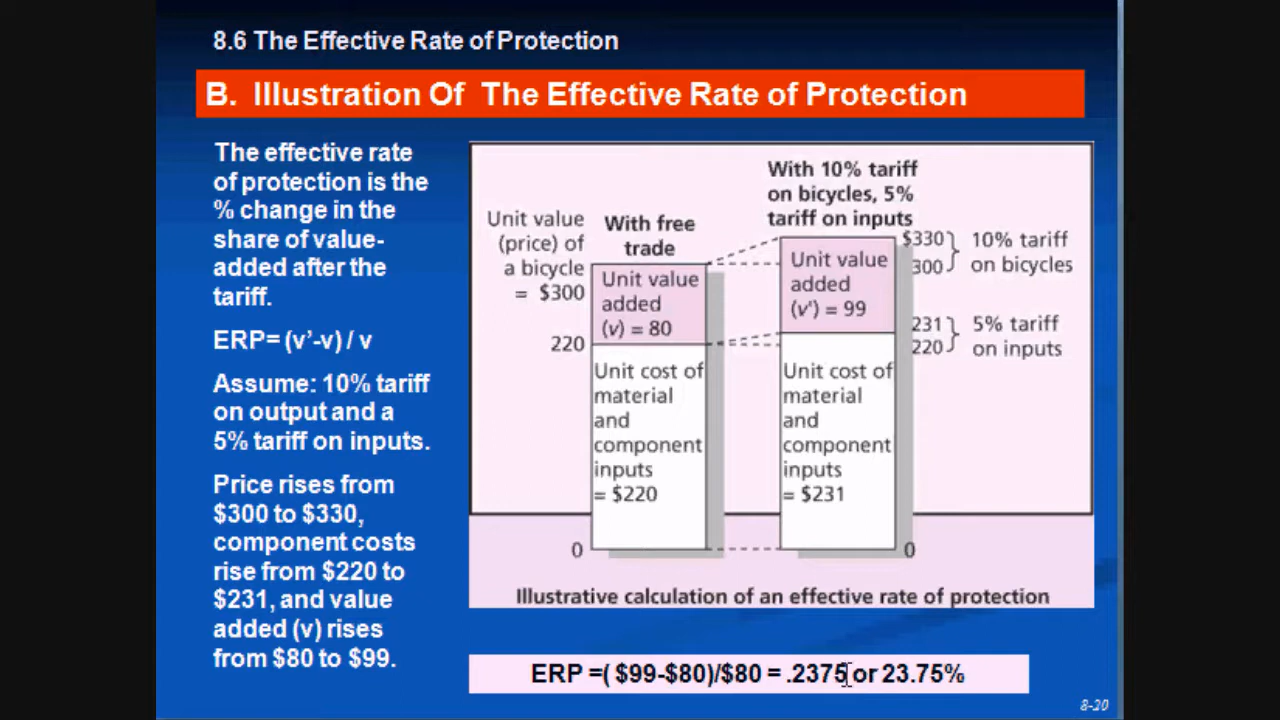 8.6 The Effective Rate of Protection
B. Illustration Of The Effective Rate of Protection
The effective rate
of protection is the
% change in the
share of value-
added after the
tariff.
ERP= (v’-v) / v
Assume: 10% tariff
on output and a
5% tariff on inputs.
Price rises from
$300 to $330,
component costs
rise from $220 to
$231, and value
added (v) rises
from $80 to $99.
Unit value
(price) of
a bicycle
= $300
220
0
With free
trade
Unit value
added
(v) = 80
Unit cost of
material
and
component
inputs
= $220
With 10% tariff
on bicycles, 5%
tariff on inputs
Unit value
added
(v') = 99
Unit cost of
material
and
component
inputs
= $231
$330
300
10% tariff
on bicycles
231
220
5% tariff
on inputs
0
Illustrative calculation of an effective rate of protection
ERP =( $99-$80)/$80 = .2375 or 23.75%
8-20